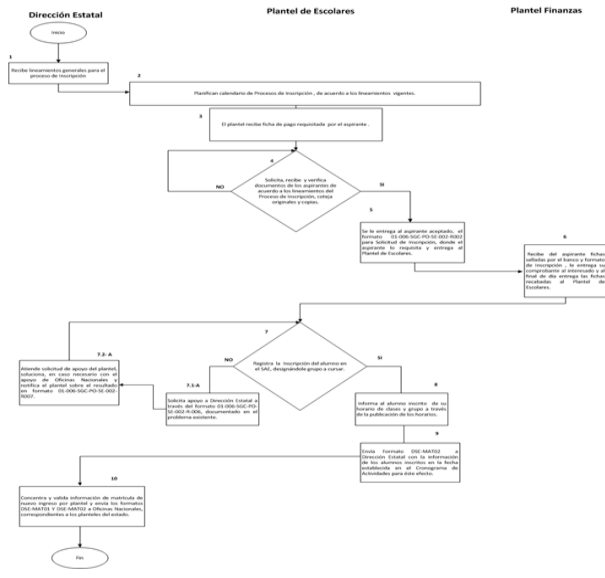 Dirección Estatal
Plantel de Escolares
Plantel Finanzas
Inicio
1
Recibe lineamientos generales para el
proceso de Inscripción
2
Planifican calendario de Procesos de Inscripción , de acuerdo a los lineamientos vigentes.
3
El plantel recibe ficha de pago requisitada por el aspirante .
4
Solicita, recibe y verifica
documentos de los aspirantes de
acuerdo a los lineamientos del
Proceso de Inscripción, coteja
originales y copias.
NO
SI
5
Se le entrega al aspirante aceptado, el
formato 01-006-SGC-PO-SE-002-R002
para Solicitud de Inscripción, donde el
aspirante lo requisita y entrega al
Plantel de Escolares.
6
Recibe del aspirante fichas
selladas por el banco y formato
de Inscripción , le entrega su
comprobante al interesado y al
final de día entrega las fichas
recabadas al Plantel de
Escolares.
7
Registra la Inscripción del alumno en
el SAE, designándole grupo a cursar.
NO
SI
7.2- A
Atiende solicitud de apoyo del plantel,
soluciona, en caso necesario con el
apoyo de Oficinas Nacionales y
notifica al plantel sobre el resultado
en formato 01-006-SGC-PO-SE-002-
R007.
7.1-A
Solicita apoyo a Dirección Estatal a
través del formato 01-006-SGC-PO-
SE-002-R-006, documentado en el
problema existente.
8
Informa al alumno inscrito de su
horario de clases y grupo a través
de la publicación de los horarios.
9
Envía Formato DSE-MAT02 a
Dirección Estatal con la información
de los alumnos inscritos en la fecha
establecida en el Cronograma de
Actividades para éste efecto.
10
Concentra y valida información de matrícula de
nuevo ingreso por plantel y envía los formatos
DSE-MAT01 Y DSE-MAT02 a Oficinas Nacionales,
correspondientes a los planteles del estado.
Fin